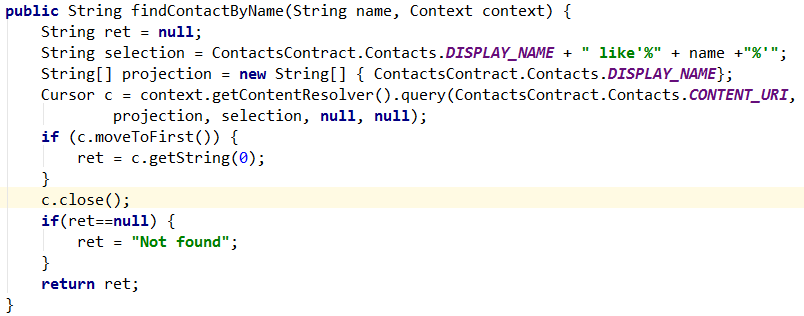 public String findContactByName(String name, Context context) {
    String ret = null;
    String selection = ContactsContract.Contacts.DISPLAY_NAME + " like'%" + name +"%'";
    String[] projection = new String[] { ContactsContract.Contacts.DISPLAY_NAME};
    Cursor c = context.getContentResolver().query(ContactsContract.Contacts.CONTENT_URI,
            projection, selection, null, null);
    if (c.moveToFirst()) {
        ret = c.getString(0);
    }
    c.close();
    if(ret==null) {
        ret = "Not found";
    }
    return ret;
}